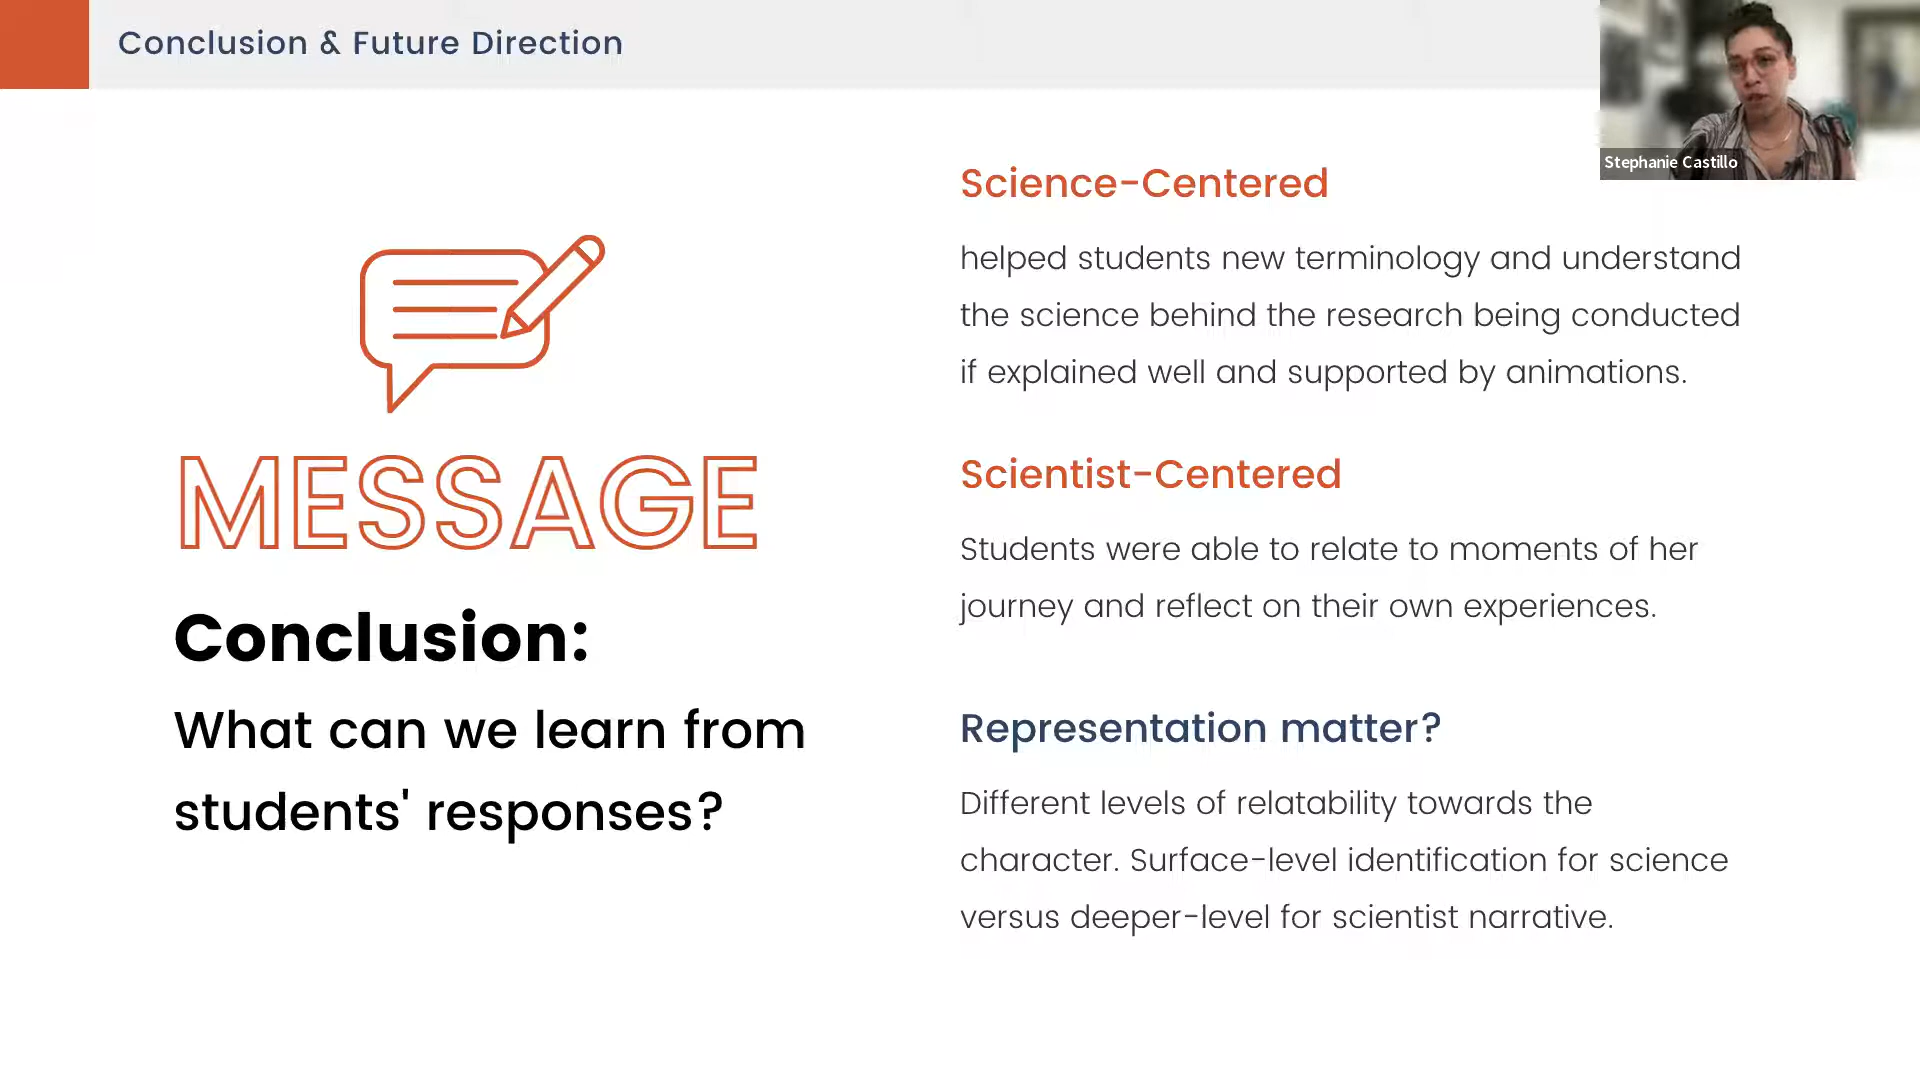 Conclusion & Future Direction
Stephanie Castillo
MESSAGE
Conclusion:
What can we learn from
students' responses?
Science-Centered
helped students new terminology and understand
the science behind the research being conducted
if explained well and supported by animations.
Scientist-Centered
Students were able to relate to moments of her
journey and reflect on their own experiences.
Representation matter?
Different levels of relatability towards the
character. Surface-level identification for science
versus deeper-level for scientist narrative.